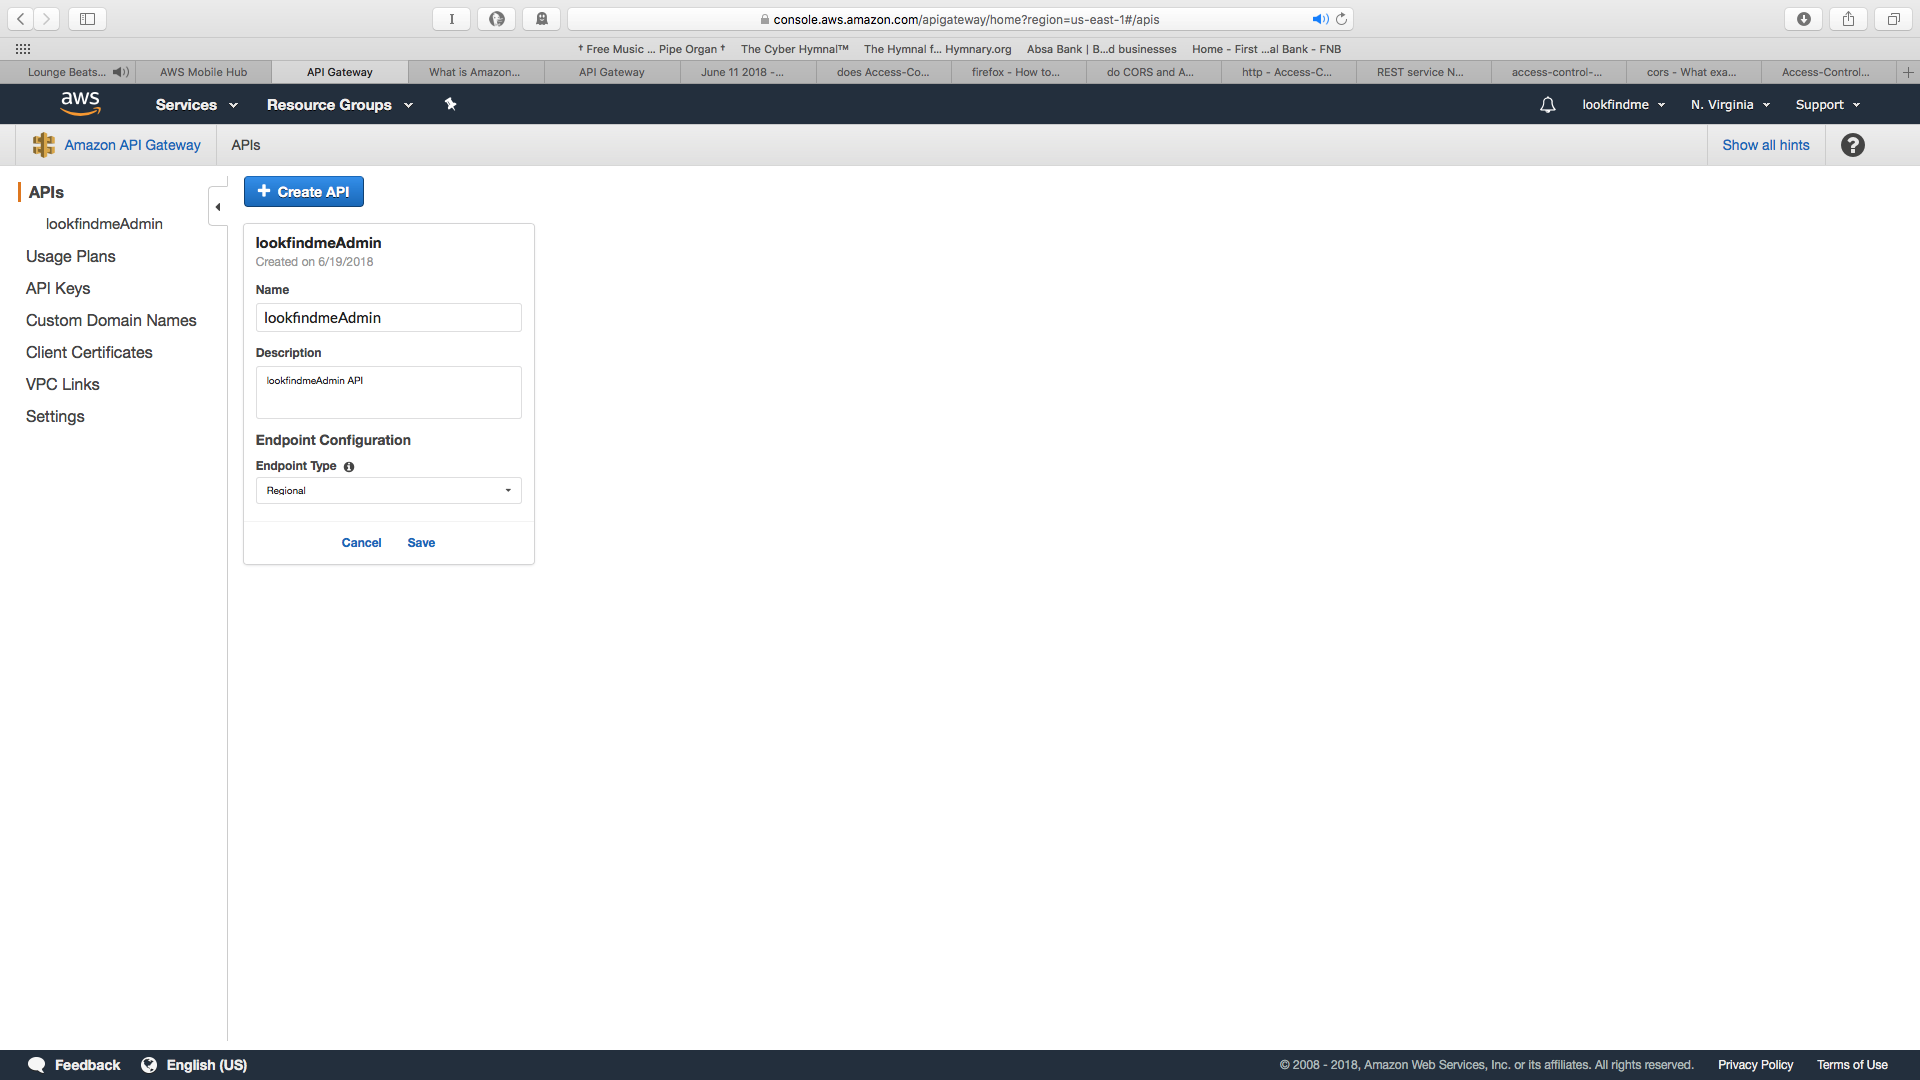 console.aws.amazon.com/apigateway/home?region=us-east-1#/apis
† Free Music ... Pipe Organ † The Cyber Hymnal™ The Hymnal f... Hymnary.org Absa Bank | B...d businesses Home - First ...al Bank - FNB
Lounge Beats... AWS Mobile Hub API Gateway What is Amazon... API Gateway June 11 2018 -... does Access-Co... firefox - How to... do CORS and A... http - Access-C... REST service N... access-control-... cors - What exa... Access-Control...
aws Services Resource Groups lookfindme N. Virginia Support
Amazon API Gateway APIs Show all hints ?
APIs
lookfindmeAdmin
Usage Plans
API Keys
Custom Domain Names
Client Certificates
VPC Links
Settings
+ Create API
lookfindmeAdmin
Created on 6/19/2018
Name
lookfindmeAdmin
Description
lookfindmeAdmin API
Endpoint Configuration
Endpoint Type
Regional
Cancel Save
Feedback English (US) © 2008 - 2018, Amazon Web Services, Inc. or its affiliates. All rights reserved. Privacy Policy Terms of Use